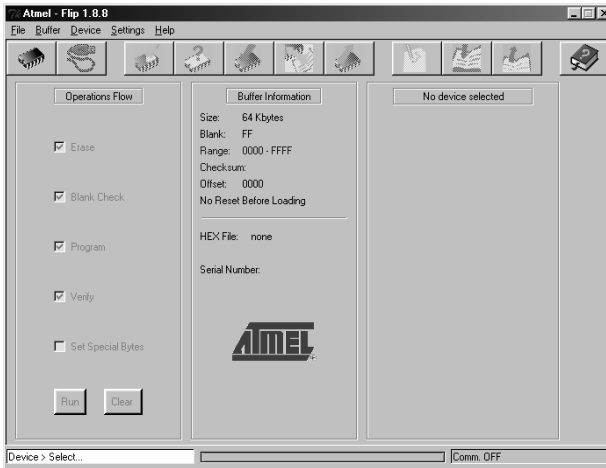 Atmel - Flip 1.8.8
File Buffer Device Settings Help
Operations Flow
Erase
Blank Check
Program
Verify
Set Special Bytes
Run Clear
Buffer Information
Size: 64 Kbytes
Blank: FF
Range: 0000 - FFFF
Checksum:
Offset: 0000
No Reset Before Loading
HEX File: none
Serial Number:
ATMEL
No device selected
Device > Select...
Comm. OFF